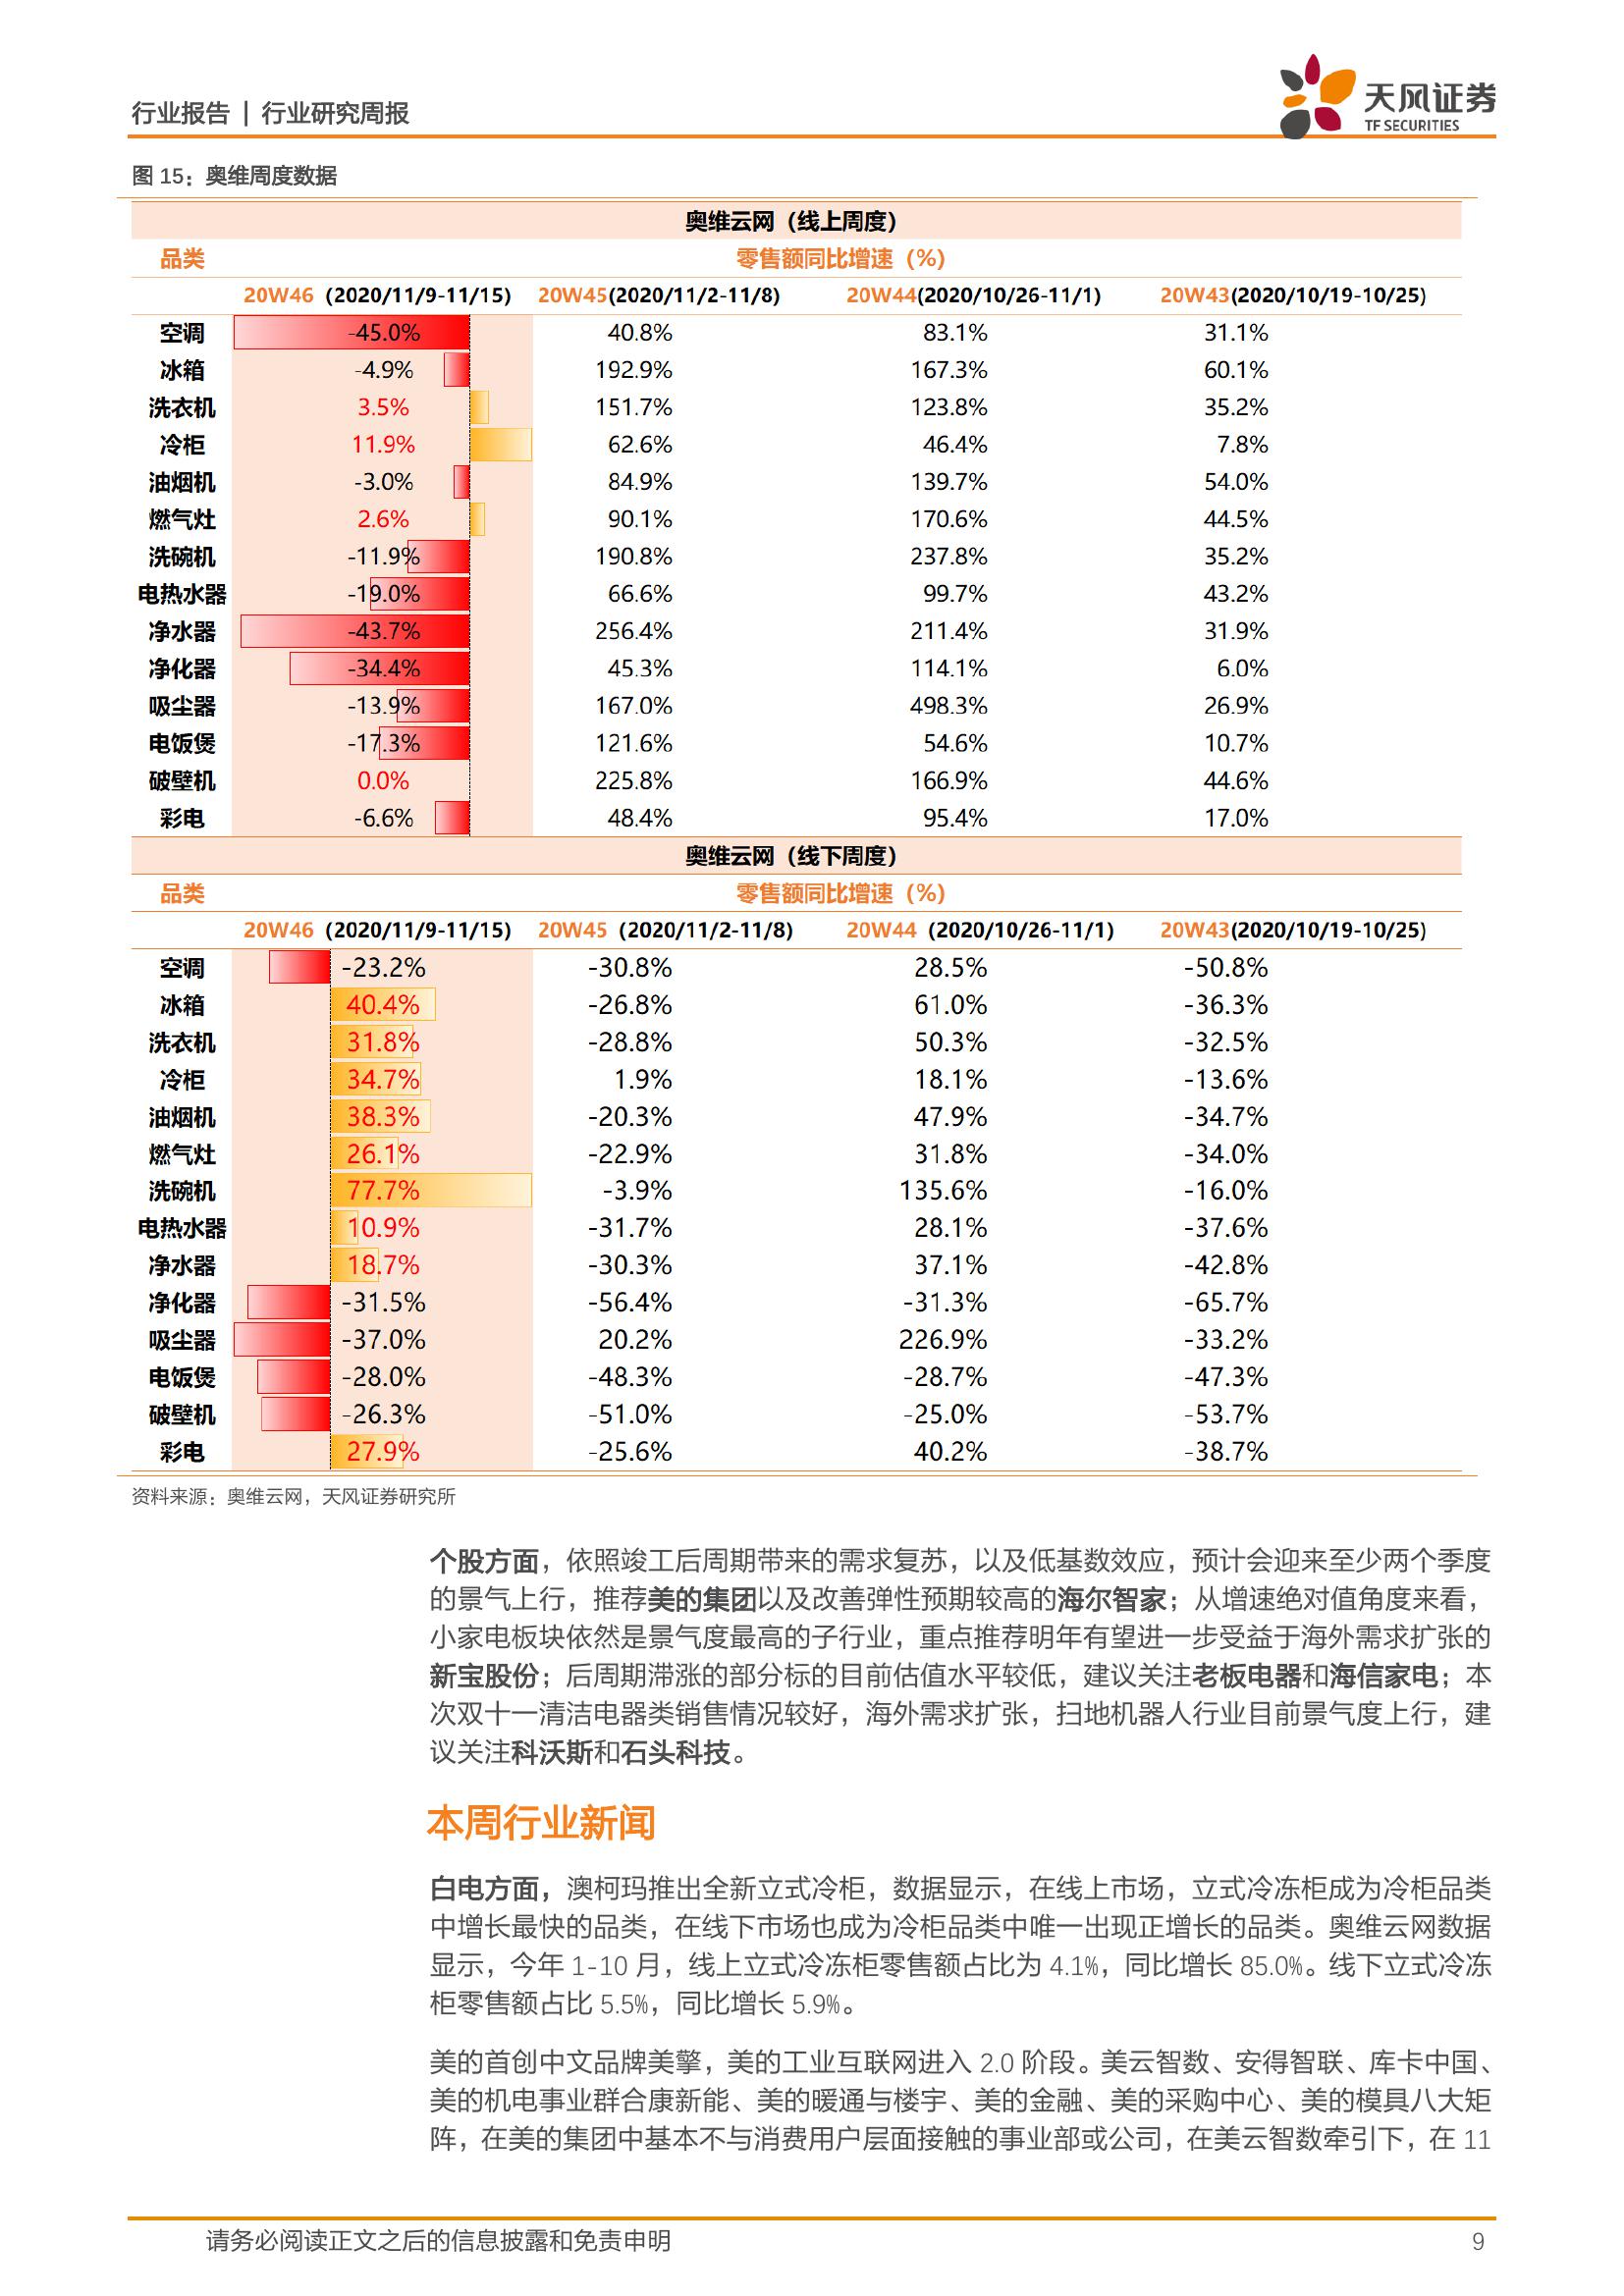 行业报告 | 行业研究周报
天风证券
TF SECURITIES
图 15：奥维周度数据
奥维云网（线上周度）
品类 零售额同比增速（%）
20W46（2020/11/9-11/15） 20W45(2020/11/2-11/8) 20W44(2020/10/26-11/1) 20W43(2020/10/19-10/25)
空调 -45.0% 40.8% 83.1% 31.1%
冰箱 -4.9% 192.9% 167.3% 60.1%
洗衣机 3.5% 151.7% 123.8% 35.2%
冷柜 11.9% 62.6% 46.4% 7.8%
油烟机 -3.0% 84.9% 139.7% 54.0%
燃气灶 2.6% 90.1% 170.6% 44.5%
洗碗机 -11.9% 190.8% 237.8% 35.2%
电热水器 -19.0% 66.6% 99.7% 43.2%
净水器 -43.7% 256.4% 211.4% 31.9%
净化器 -34.4% 45.3% 114.1% 6.0%
吸尘器 -13.9% 167.0% 498.3% 26.9%
电饭煲 -17.3% 121.6% 54.6% 10.7%
破壁机 0.0% 225.8% 166.9% 44.6%
彩电 -6.6% 48.4% 95.4% 17.0%
奥维云网（线下周度）
品类 零售额同比增速（%）
20W46（2020/11/9-11/15） 20W45（2020/11/2-11/8) 20W44（2020/10/26-11/1) 20W43(2020/10/19-10/25)
空调 -23.2% -30.8% 28.5% -50.8%
冰箱 40.4% -26.8% 61.0% -36.3%
洗衣机 31.8% -28.8% 50.3% -32.5%
冷柜 34.7% 1.9% 18.1% -13.6%
油烟机 38.3% -20.3% 47.9% -34.7%
燃气灶 26.1% -22.9% 31.8% -34.0%
洗碗机 77.7% -3.9% 135.6% -16.0%
电热水器 10.9% -31.7% 28.1% -37.6%
净水器 18.7% -30.3% 37.1% -42.8%
净化器 -31.5% -56.4% -31.3% -65.7%
吸尘器 -37.0% 20.2% 226.9% -33.2%
电饭煲 -28.0% -48.3% -28.7% -47.3%
破壁机 -26.3% -51.0% -25.0% -53.7%
彩电 27.9% -25.6% 40.2% -38.7%
资料来源：奥维云网，天风证券研究所
个股方面，依照竣工后周期带来的需求复苏，以及低基数效应，预计会迎来至少两个季度
的景气上行，推荐美的集团以及改善弹性预期较高的海尔智家；从增速绝对值角度来看，
小家电板块依然是景气度最高的子行业，重点推荐明年有望进一步受益于海外需求扩张的
新宝股份；后周期滞涨的部分标的目前估值水平较低，建议关注老板电器和海信家电；本
次双十一清洁电器类销售情况较好，海外需求扩张，扫地机器人行业目前景气度上行，建
议关注科沃斯和石头科技。
本周行业新闻
白电方面，澳柯玛推出全新立式冷柜，数据显示，在线上市场，立式冷冻柜成为冷柜品类
中增长最快的品类，在线下市场也成为冷柜品类中唯一出现正增长的品类。奥维云网数据
显示，今年 1-10 月，线上立式冷冻柜零售额占比为 4.1%，同比增长 85.0%。线下立式冷冻
柜零售额占比 5.5%，同比增长 5.9%。
美的首创中文品牌美擎，美的工业互联网进入 2.0 阶段。美云智数、安得智联、库卡中国、
美的机电事业群合康新能、美的暖通与楼宇、美的金融、美的采购中心、美的模具八大矩
阵，在美的集团中基本不与消费用户层面接触的事业部或公司，在美云智数牵引下，在 11
请务必阅读正文之后的信息披露和免责申明 9